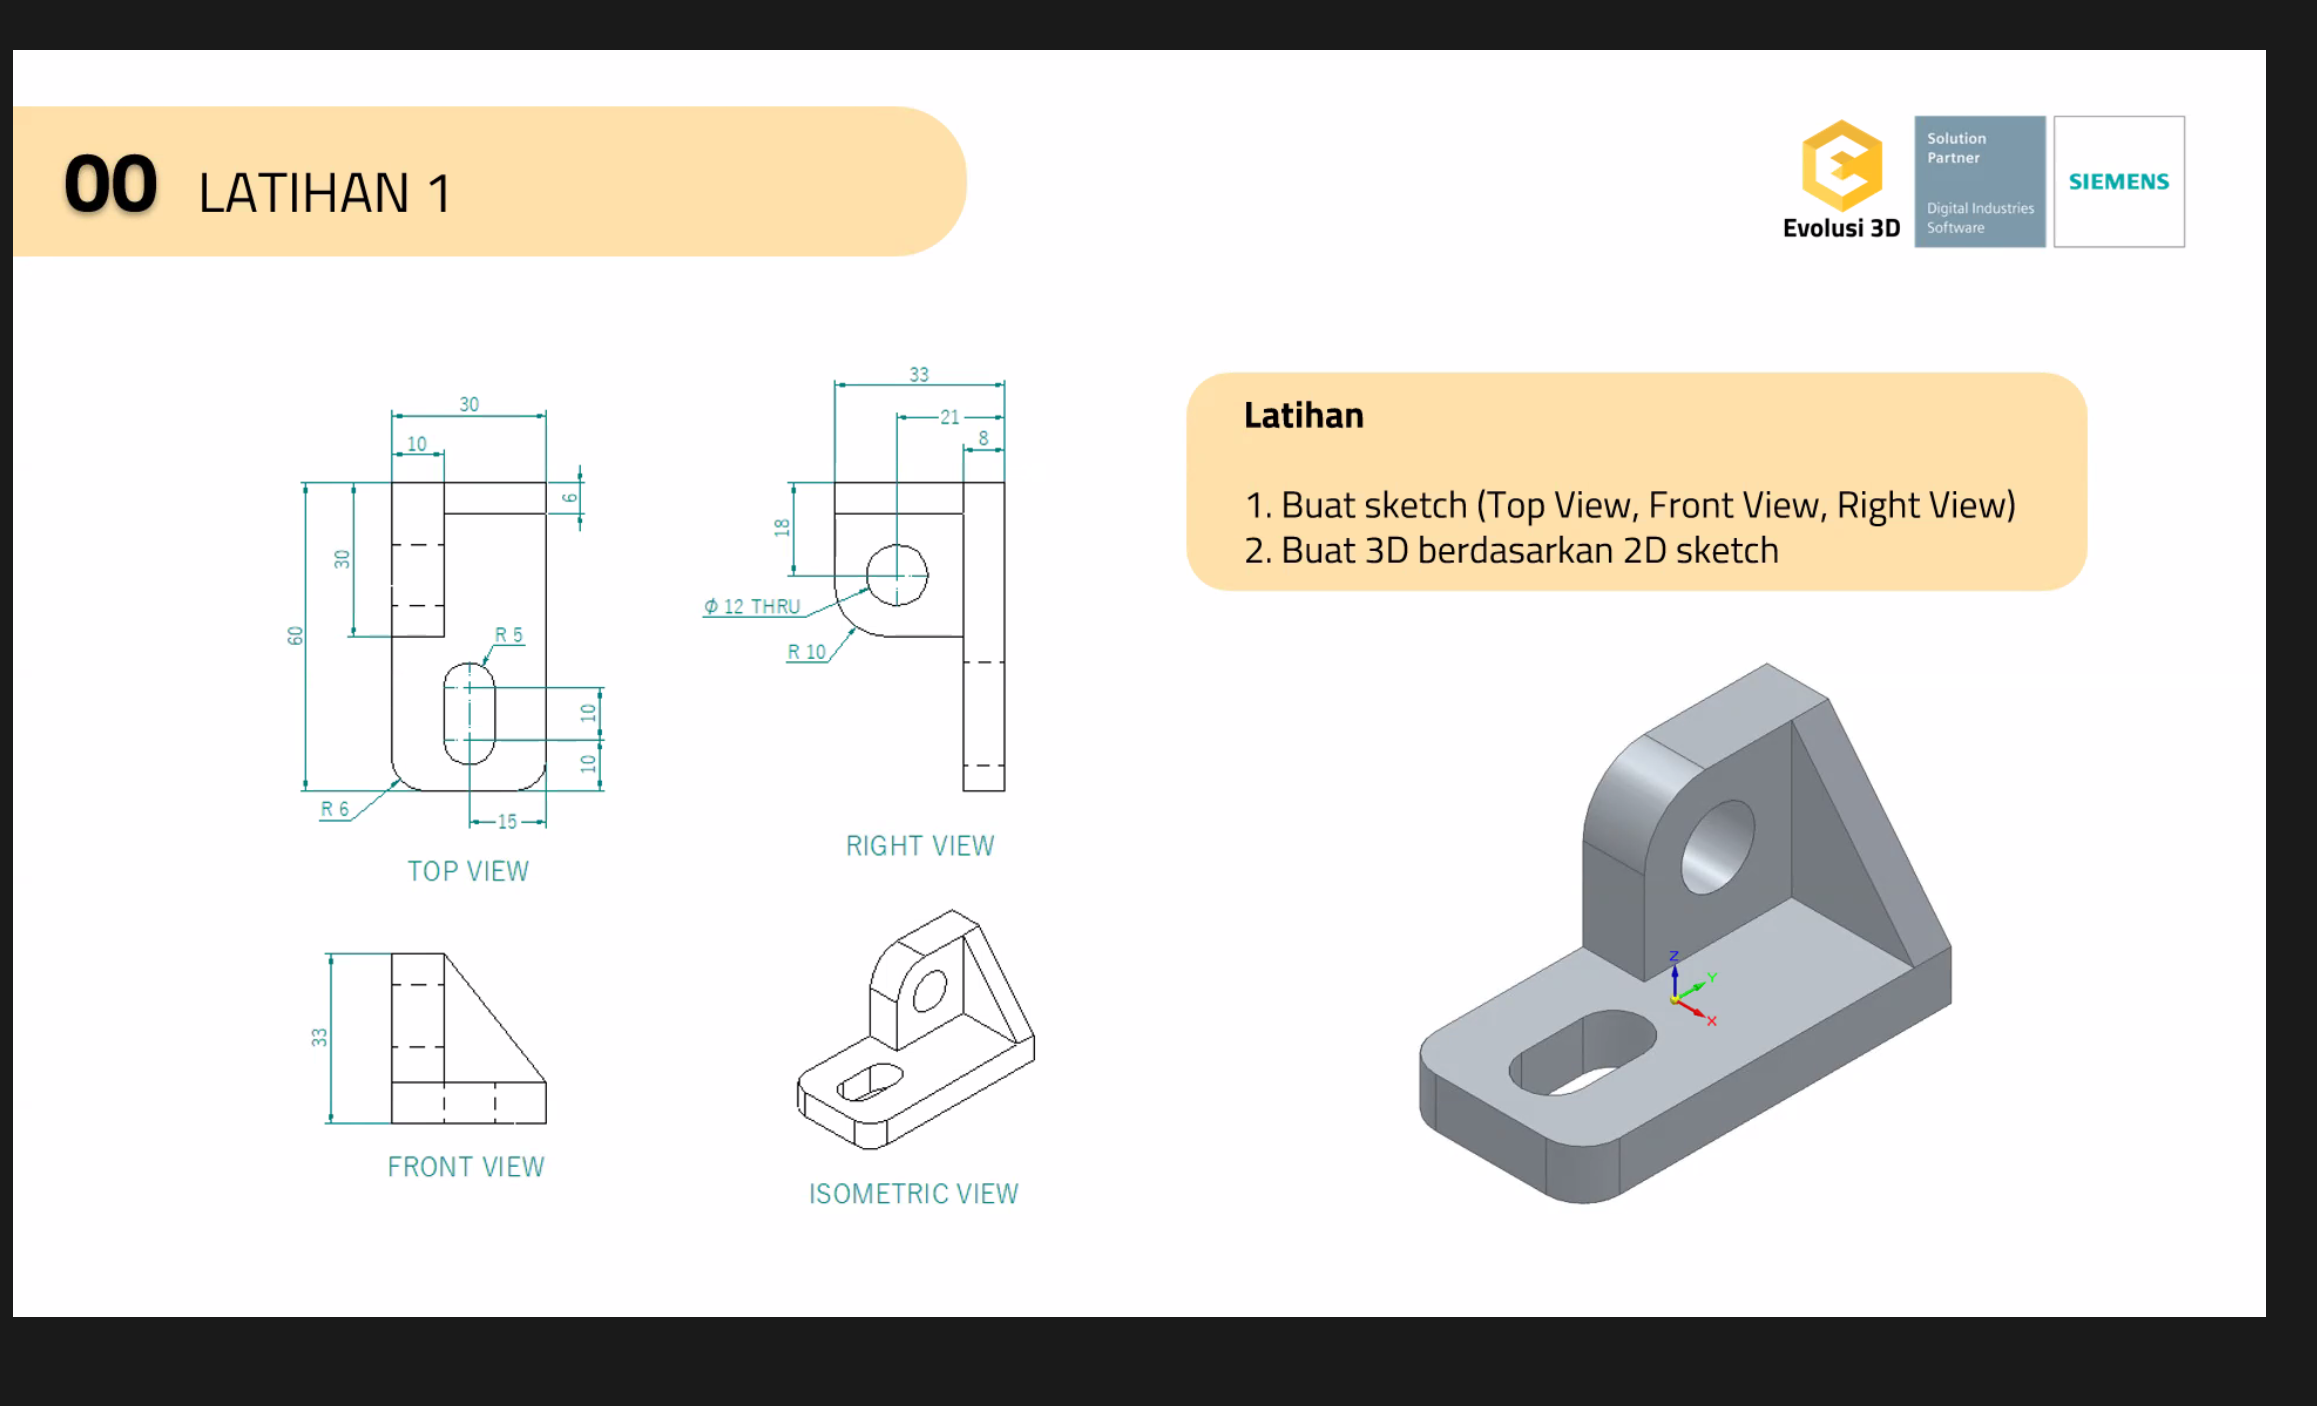 00 LATIHAN 1
Evolusi 3D
Solution
Partner
Digital Industries
Software
SIEMENS
30
10
6
30
60
R 5
10
10
R 6
15
TOP VIEW
33
21
8
18
ϕ 12 THRU
R 10
RIGHT VIEW
Latihan
1. Buat sketch (Top View, Front View, Right View)
2. Buat 3D berdasarkan 2D sketch
33
FRONT VIEW
ISOMETRIC VIEW
Z
Y
X